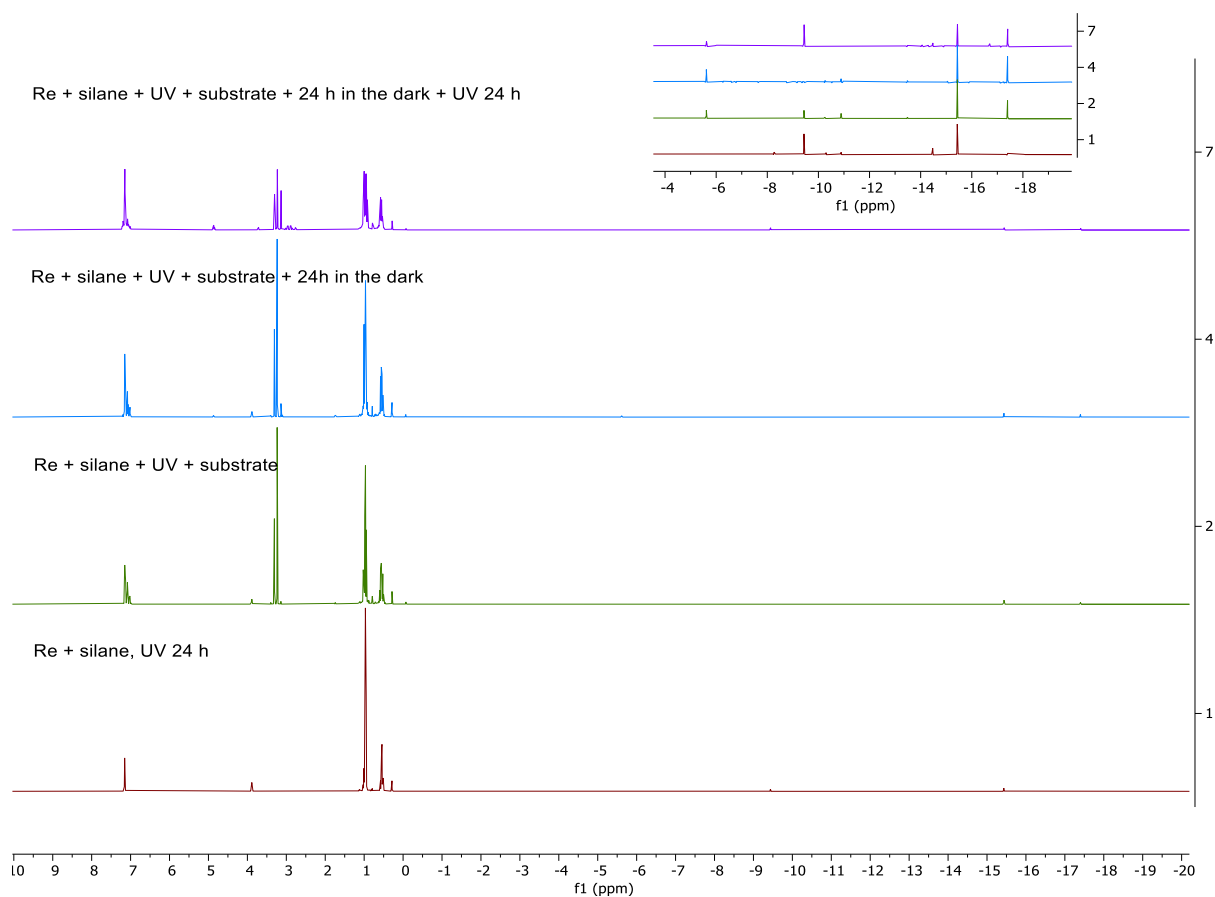 7
4
2
1
-4 -6 -8 -10 -12 -14 -16 -18
f1 (ppm)
Re + silane + UV + substrate + 24 h in the dark + UV 24 h
7
Re + silane + UV + substrate + 24h in the dark
4
Re + silane + UV + substrate
2
Re + silane, UV 24 h
1
10 9 8 7 6 5 4 3 2 1 0 -1 -2 -3 -4 -5 -6 -7 -8 -9 -10 -11 -12 -13 -14 -15 -16 -17 -18 -19 -20
f1 (ppm)